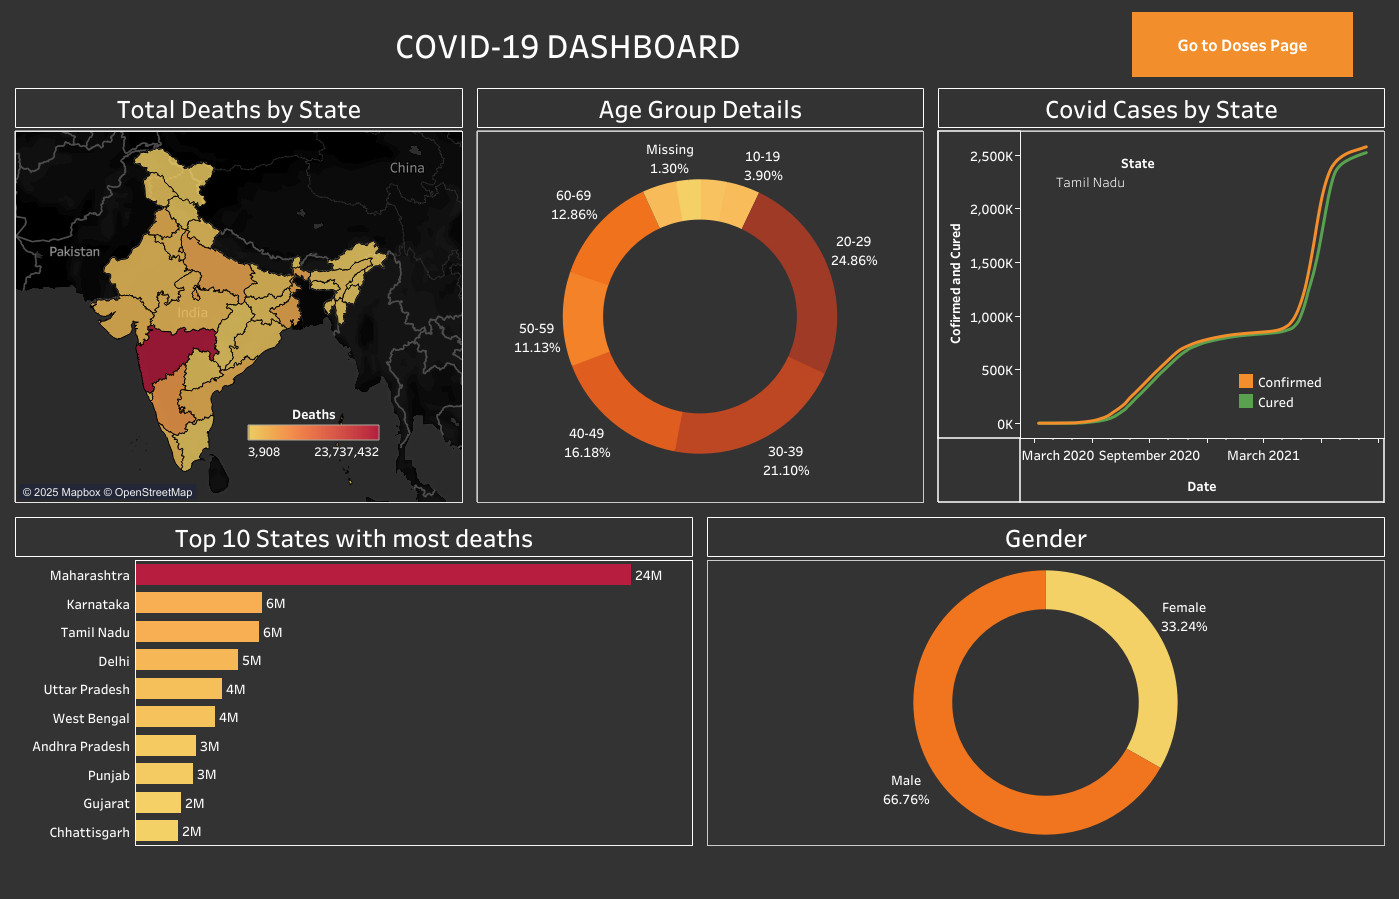 COVID-19 DASHBOARD
Go to Doses Page
Total Deaths by State
China
Pakistan
India
Deaths
3,908
23,737,432
© 2025 Mapbox © OpenStreetMap
Age Group Details
Missing
1.30%
10-19
3.90%
60-69
12.86%
20-29
24.86%
50-59
11.13%
40-49
16.18%
30-39
21.10%
Covid Cases by State
Cofirmed and Cured
2,500K
2,000K
1,500K
1,000K
500K
0K
State
Tamil Nadu
Confirmed
Cured
March 2020
September 2020
March 2021
Date
Top 10 States with most deaths
Maharashtra 24M
Karnataka 6M
Tamil Nadu 6M
Delhi 5M
Uttar Pradesh 4M
West Bengal 4M
Andhra Pradesh 3M
Punjab 3M
Gujarat 2M
Chhattisgarh 2M
Gender
Female
33.24%
Male
66.76%